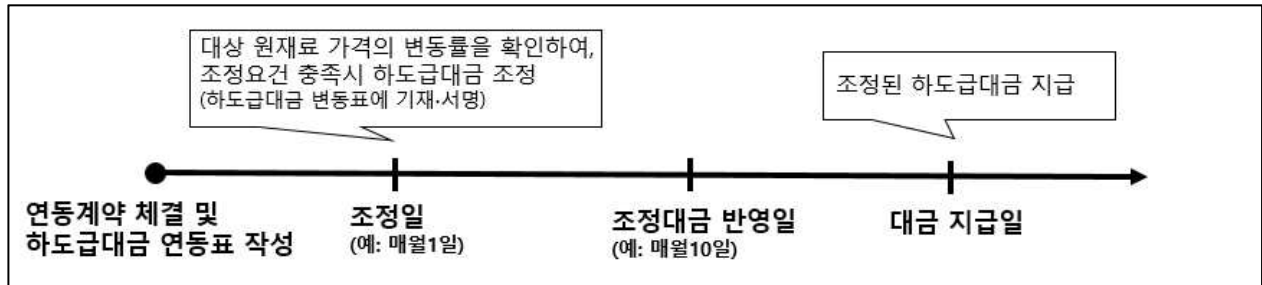 대상 원재료 가격의 변동률을 확인하여,
조정요건 충족시 하도급대금 조정
(하도급대금 변동표에 기재·서명)
조정된 하도급대금 지급
연동계약 체결 및
하도급대금 연동표 작성
조정일
(예: 매월1일)
조정대금 반영일
(예: 매월10일)
대금 지급일